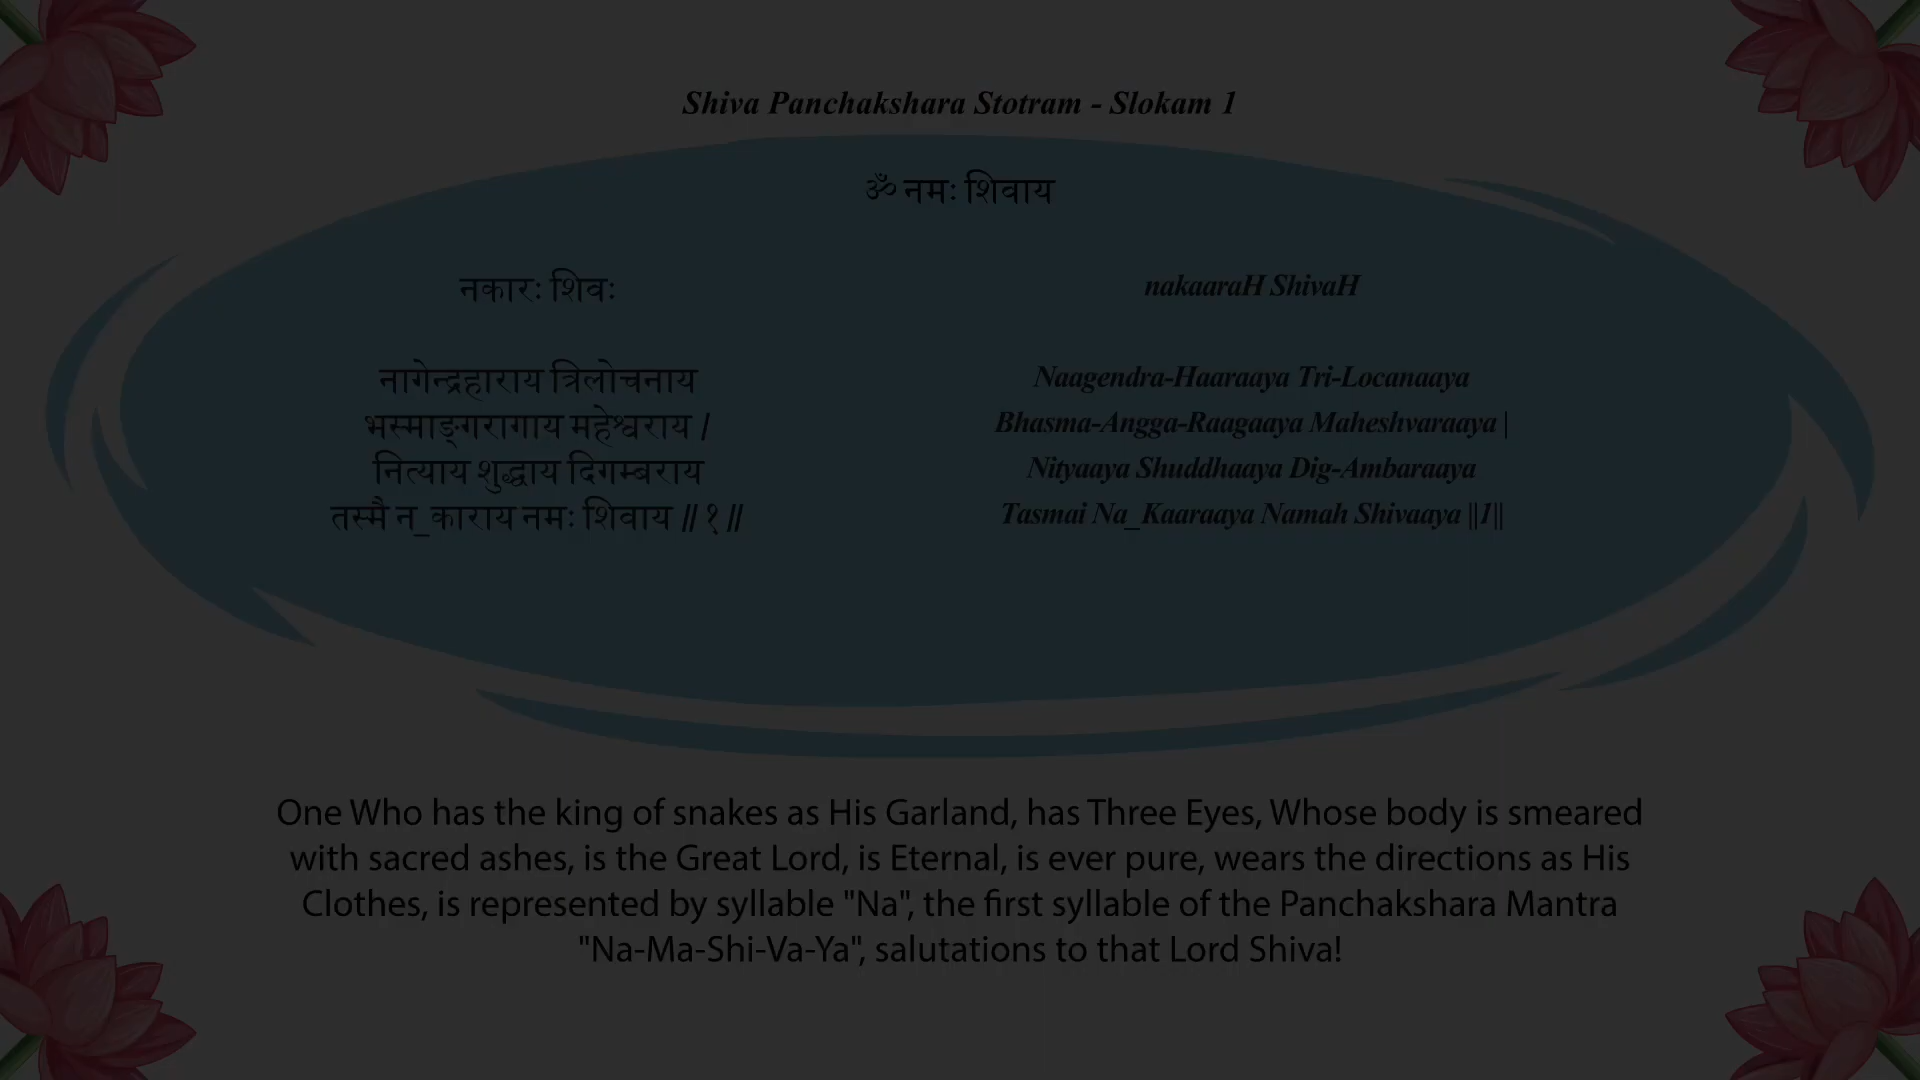 Shiva Panchakshara Stotram - Slokam 1
ॐ नमः शिवाय
नकारः शिवः
नागेन्द्रहाराय त्रिलोचनाय
भस्माङ्गरागाय महेश्वराय /
नित्याय शुद्धाय दिगम्बराय
तस्मै न_काराय नमः शिवाय // १ //
nakaaraH ShivaH
Naagendra-Haaraaya Tri-Locanaaya
Bhasma-Angga-Raagaaya Maheshvaraaya |
Nityaaya Shuddhaaya Dig-Ambaraaya
Tasmai Na_Kaaraaya Namah Shivaaya ||1||
One Who has the king of snakes as His Garland, has Three Eyes, Whose body is smeared
with sacred ashes, is the Great Lord, is Eternal, is ever pure, wears the directions as His
Clothes, is represented by syllable "Na", the first syllable of the Panchakshara Mantra
"Na-Ma-Shi-Va-Ya", salutations to that Lord Shiva!